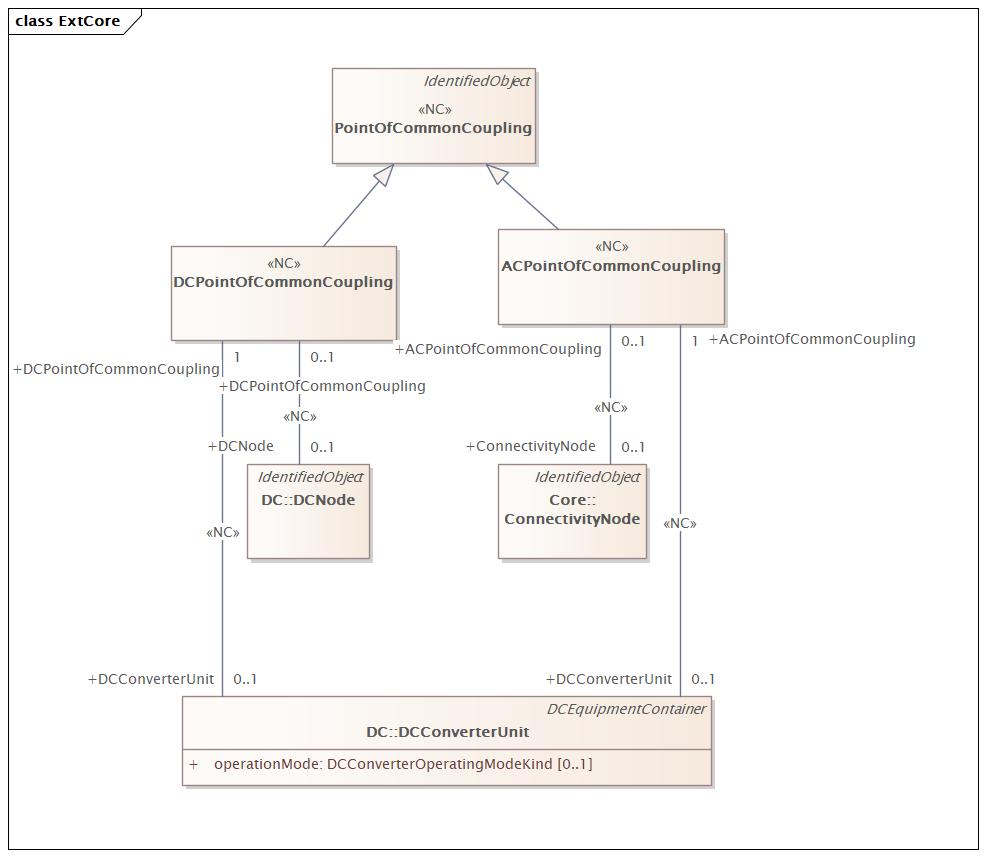 class ExtCore
IdentifiedObject
«NC»
PointOfCommonCoupling
«NC»
DCPointOfCommonCoupling
«NC»
ACPointOfCommonCoupling
1
+DCPointOfCommonCoupling
0..1
+DCPointOfCommonCoupling
+ACPointOfCommonCoupling
0..1
1
+ACPointOfCommonCoupling
«NC»
«NC»
+DCNode
0..1
+ConnectivityNode
0..1
IdentifiedObject
DC::DCNode
IdentifiedObject
Core::
ConnectivityNode
«NC»
«NC»
+DCConverterUnit
0..1
+DCConverterUnit
0..1
DCEquipmentContainer
DC::DCConverterUnit
+ operationMode: DCConverterOperatingModeKind [0..1]